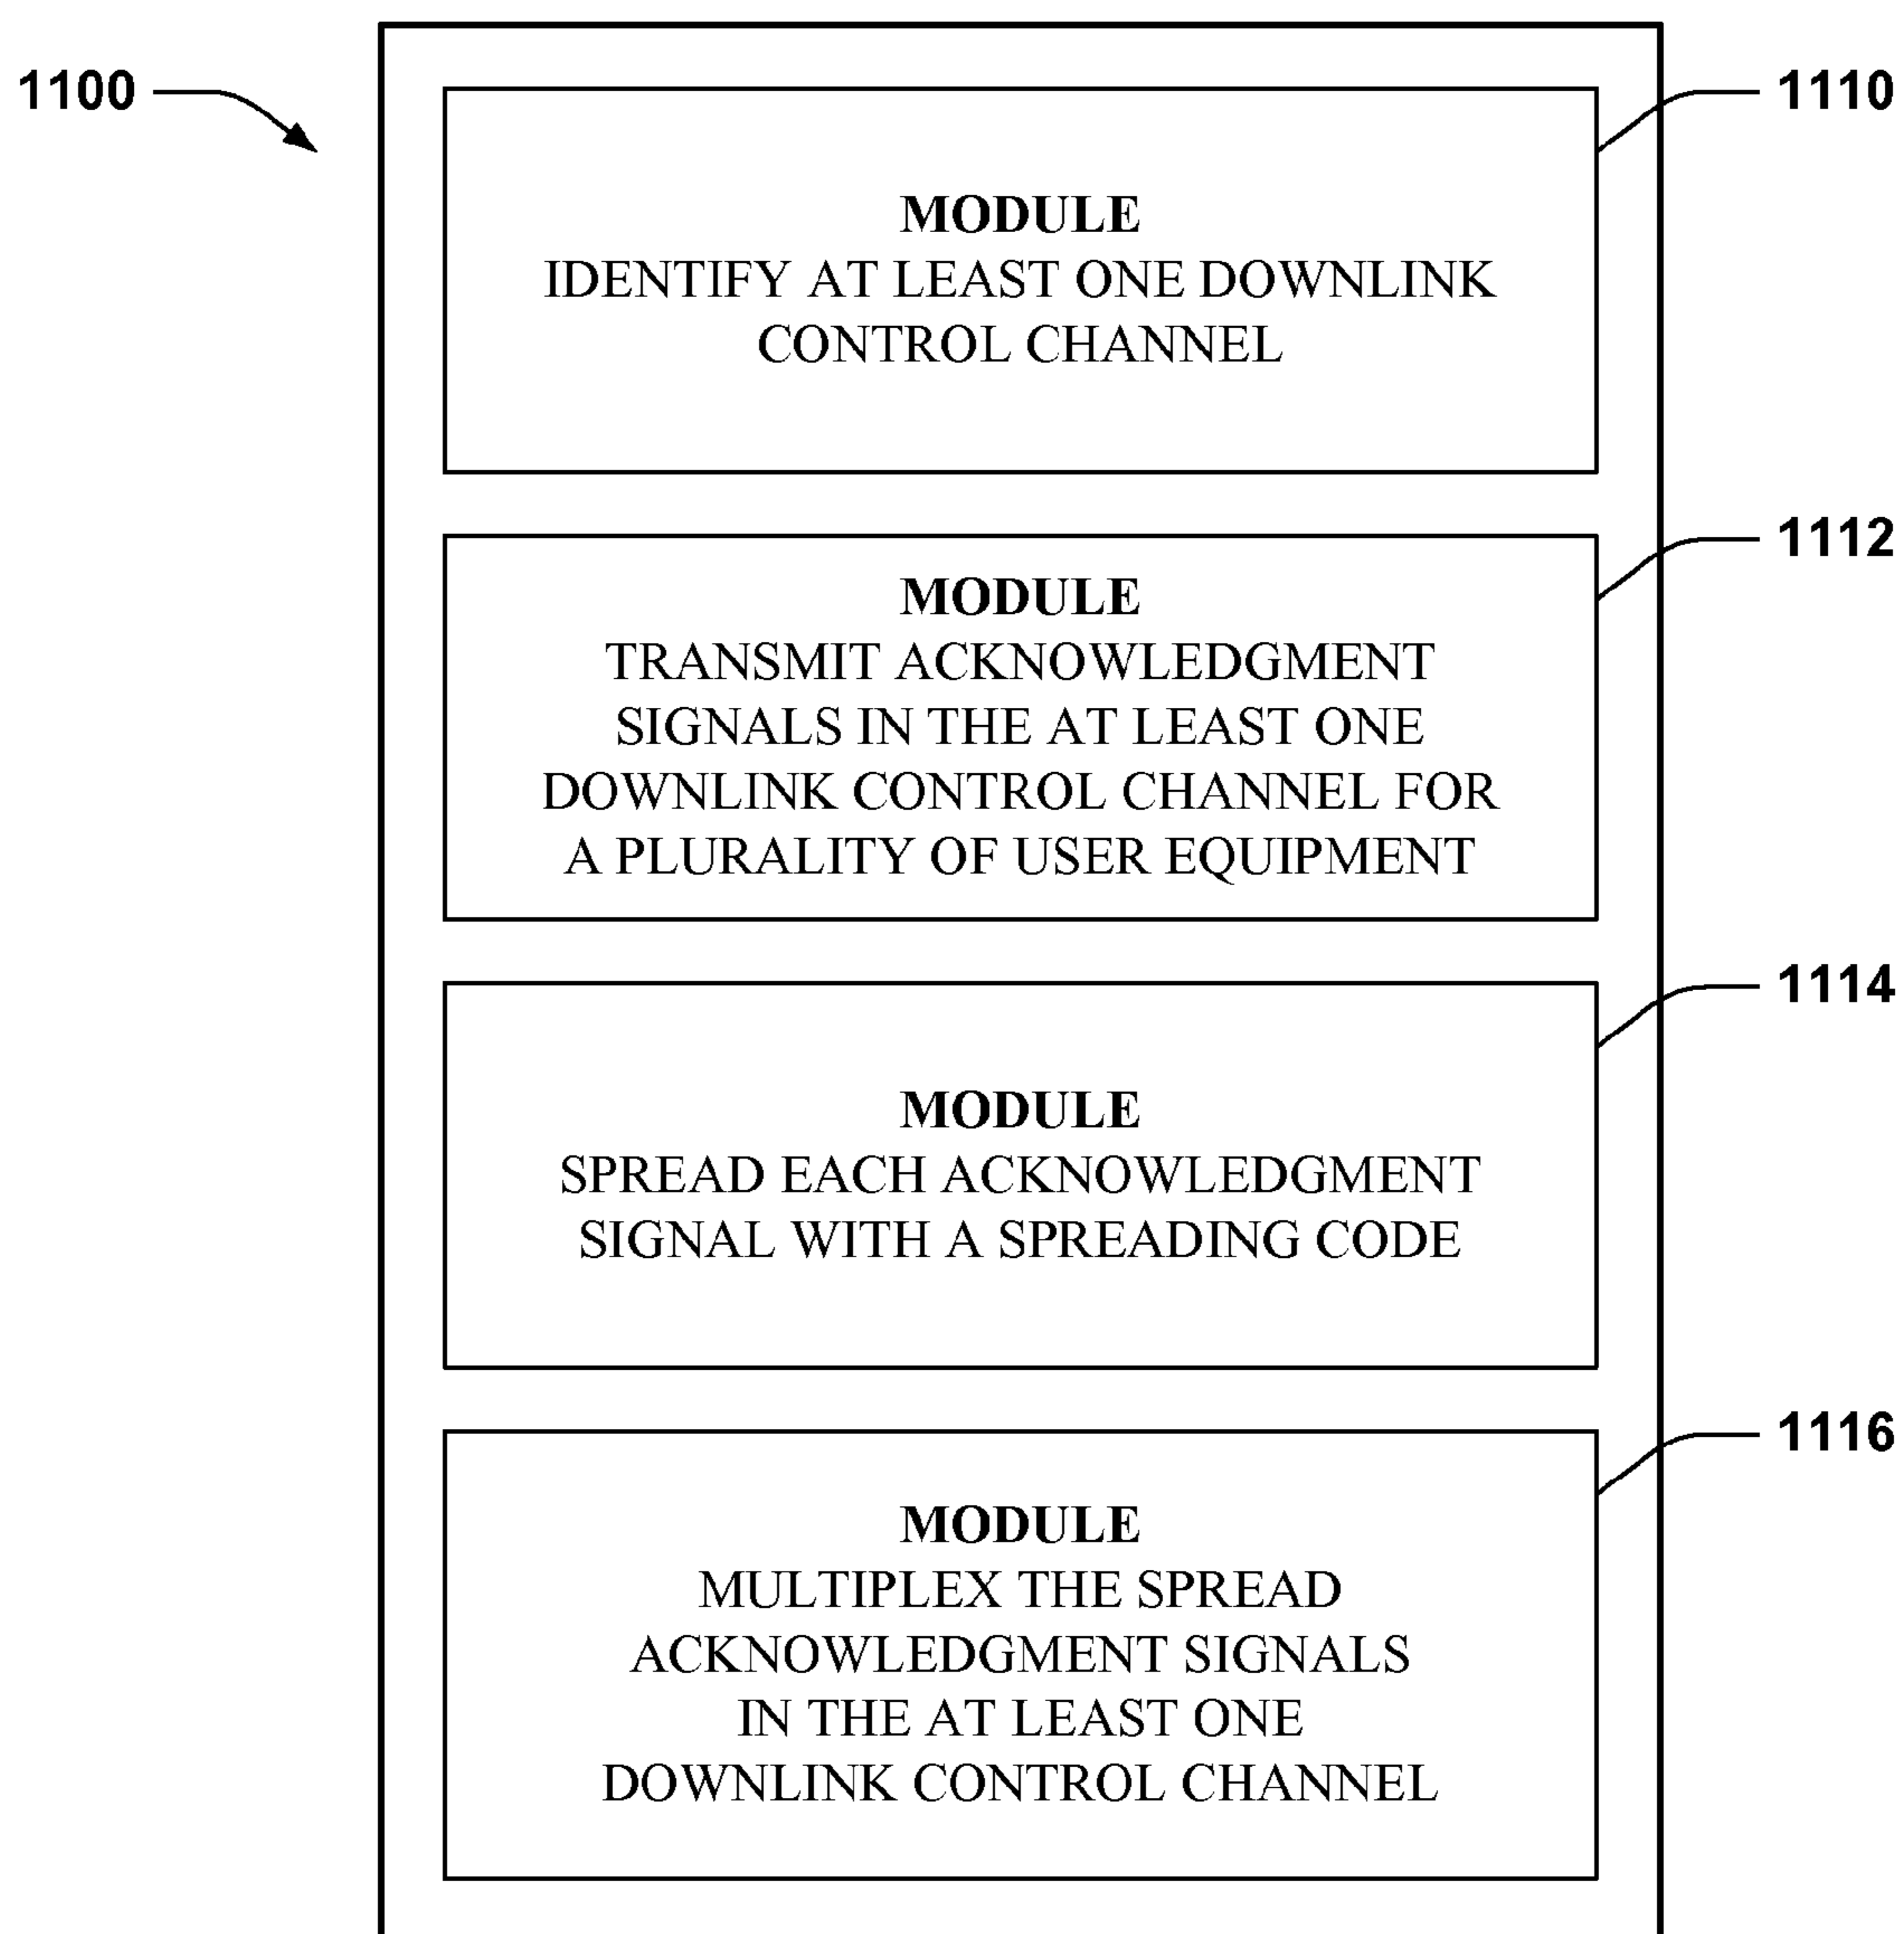 1100
1110
MODULE
IDENTIFY AT LEAST ONE DOWNLINK
CONTROL CHANNEL
1112
MODULE
TRANSMIT ACKNOWLEDGMENT
SIGNALS IN THE AT LEAST ONE
DOWNLINK CONTROL CHANNEL FOR
A PLURALITY OF USER EQUIPMENT
1114
MODULE
SPREAD EACH ACKNOWLEDGMENT
SIGNAL WITH A SPREADING CODE
1116
MODULE
MULTIPLEX THE SPREAD
ACKNOWLEDGMENT SIGNALS
IN THE AT LEAST ONE
DOWNLINK CONTROL CHANNEL